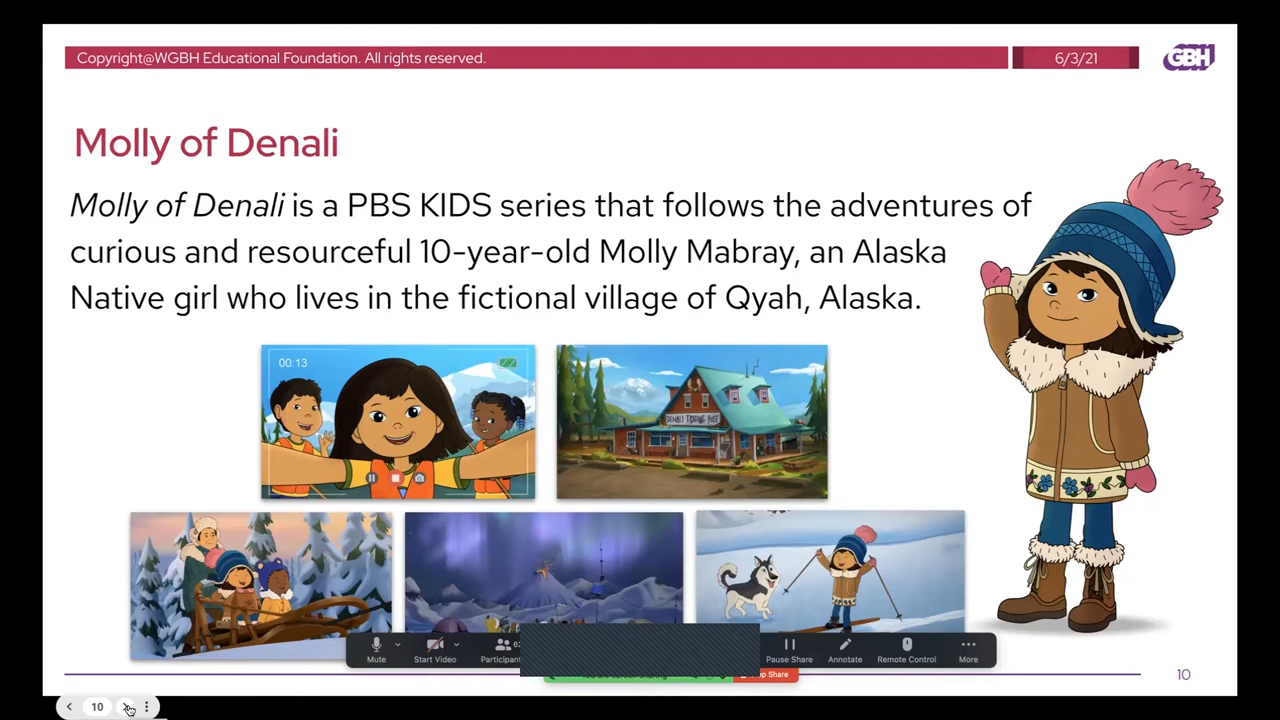 Copyright@WGBH Educational Foundation. All rights reserved.
6/3/21
GBH
Molly of Denali
Molly of Denali is a PBS KIDS series that follows the adventures of
curious and resourceful 10-year-old Molly Mabray, an Alaska
Native girl who lives in the fictional village of Qyah, Alaska.
00:13
DENALI TRADING POST
Mute
Start Video
Pause Share
Annotate
Remote Control
More
Share
10
10